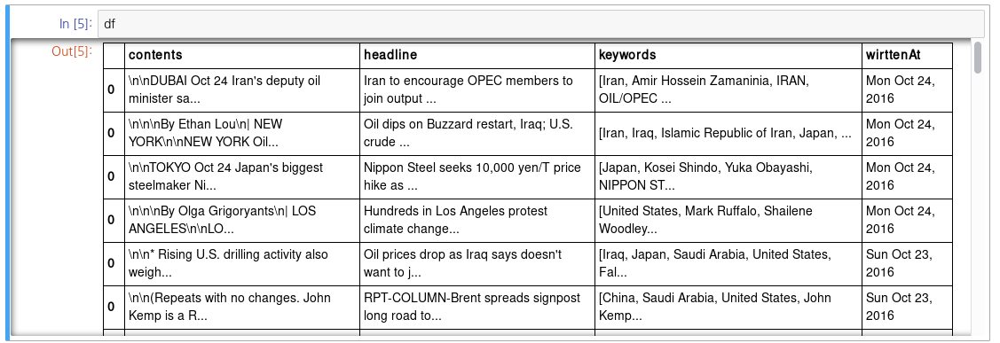 In [5]: df
Out[5]:
contents headline keywords wirttenAt
0 \n\nDUBAI Oct 24 Iran's deputy oil minister sa... Iran to encourage OPEC members to join output ... [Iran, Amir Hossein Zamaninia, IRAN, OIL/OPEC ... Mon Oct 24, 2016
0 \n\n\nBy Ethan Lou\n| NEW YORK\n\nNEW YORK Oil... Oil dips on Buzzard restart, Iraq; U.S. crude ... [Iran, Iraq, Islamic Republic of Iran, Japan, ... Mon Oct 24, 2016
0 \n\nTOKYO Oct 24 Japan's biggest steelmaker Ni... Nippon Steel seeks 10,000 yen/T price hike as ... [Japan, Kosei Shindo, Yuka Obayashi, NIPPON ST... Mon Oct 24, 2016
0 \n\n\nBy Olga Grigoryants\n| LOS ANGELES\n\nLO... Hundreds in Los Angeles protest climate change... [United States, Mark Ruffalo, Shailene Woodley... Mon Oct 24, 2016
0 \n\n* Rising U.S. drilling activity also weigh... Oil prices drop as Iraq says doesn't want to j... [Iraq, Japan, Saudi Arabia, United States, Fal... Sun Oct 23, 2016
0 \n\n(Repeats with no changes. John Kemp is a R... RPT-COLUMN-Brent spreads signpost long road to... [China, Saudi Arabia, United States, John Kemp... Sun Oct 23, 2016